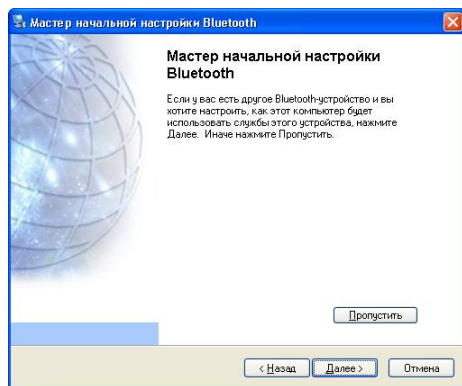 Мастер начальной настройки Bluetooth
Мастер начальной настройки
Bluetooth
Если у вас есть другое Bluetooth-устройство и вы
хотите настроить, как этот компьютер будет
использовать службы этого устройства, нажмите
Далее. Иначе нажмите Пропустить.
Пропустить
< Назад
Далее >
Отмена